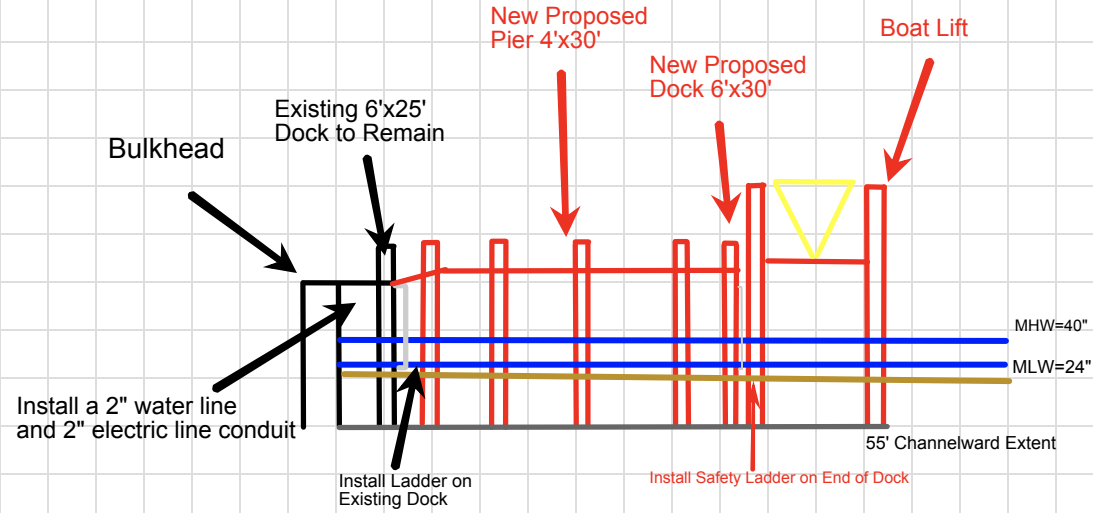 New Proposed
Pier 4'x30'
Boat Lift
New Proposed
Dock 6'x30'
Existing 6'x25'
Dock to Remain
Bulkhead
MHW=40"
MLW=24"
Install a 2" water line
and 2" electric line conduit
55' Channelward Extent
Install Ladder on
Existing Dock
Install Safety Ladder on End of Dock